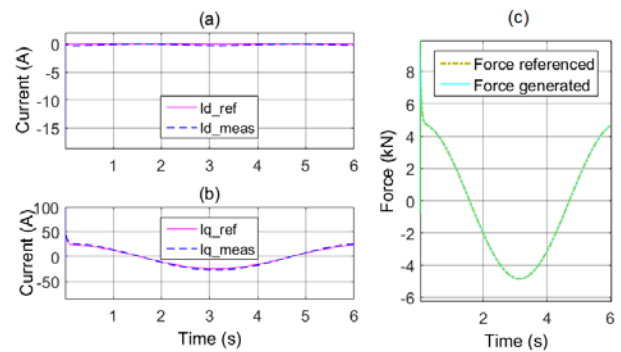 (a)
Current (A)
0
-5
-10
-15
Id_ref
Id_meas
1 2 3 4 5 6
(b)
Current (A)
100
50
0
-50
Iq_ref
Iq_meas
1 2 3 4 5 6
Time (s)
(c)
Force (kN)
8
6
4
2
0
-2
-4
-6
Force referenced
Force generated
2 4 6
Time (s)